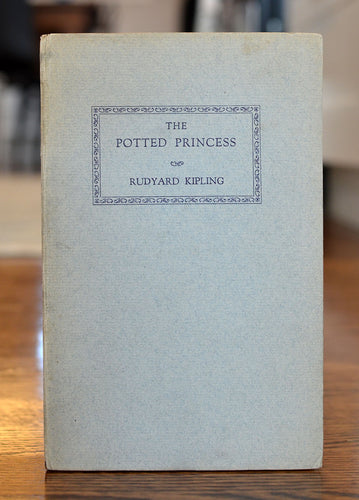 THE
POTTED PRINCESS
RUDYARD KIPLING